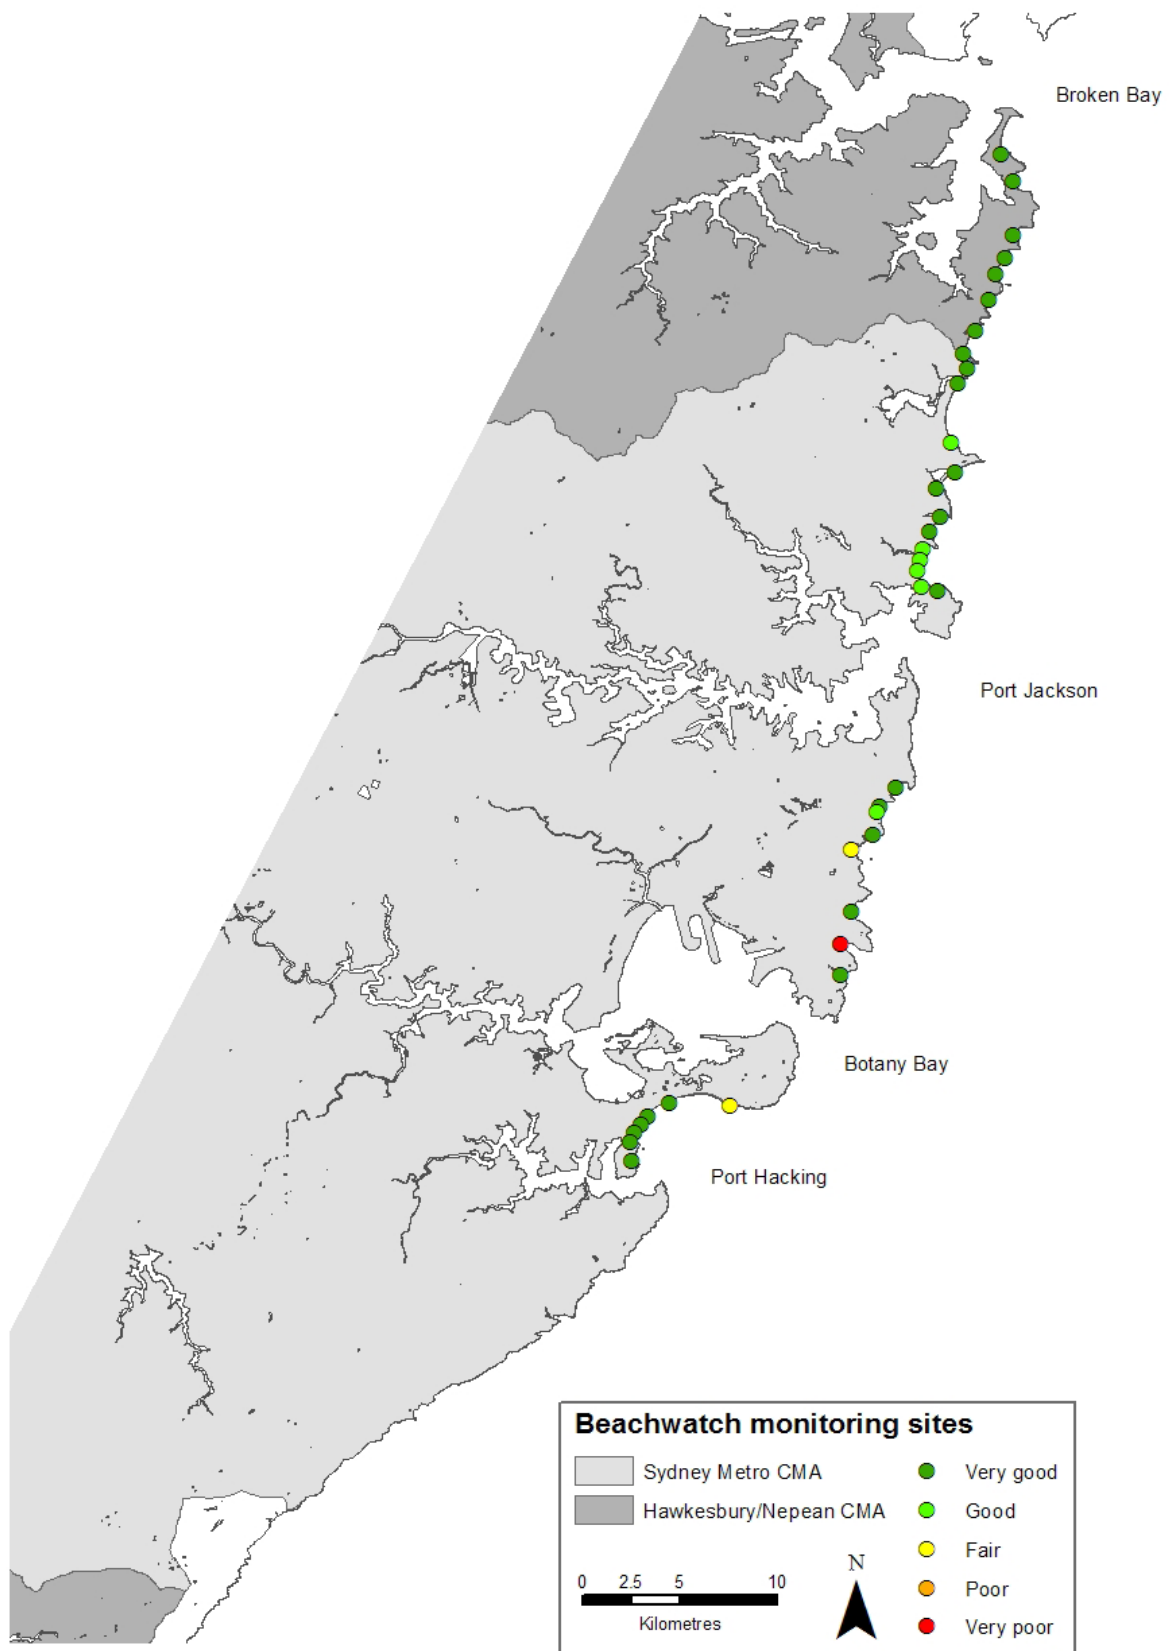 Broken Bay
Port Jackson
Botany Bay
Port Hacking
Beachwatch monitoring sites
Sydney Metro CMA
Hawkesbury/Nepean CMA
Very good
Good
Fair
Poor
Very poor
0 2.5 5 10
Kilometres
N